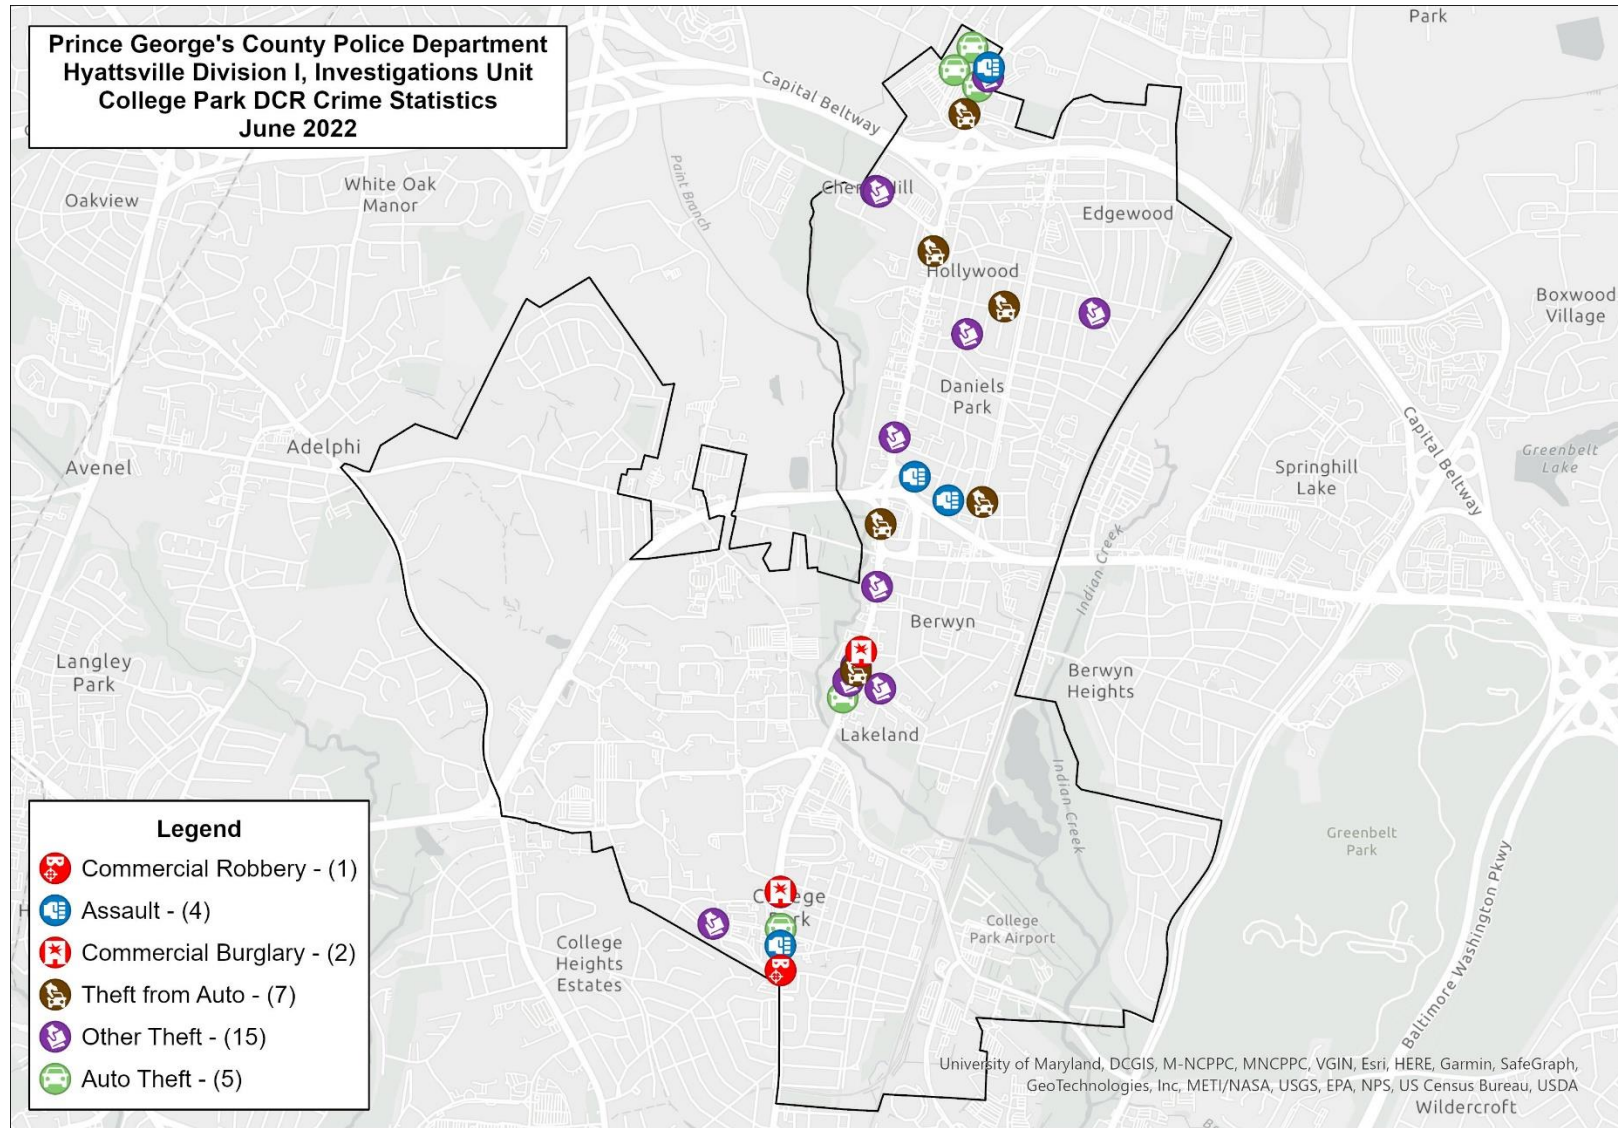 Prince George's County Police Department
Hyattsville Division I, Investigations Unit
College Park DCR Crime Statistics
June 2022
Park
Capital Beltway
Paint Branch
Oakview
White Oak
Manor
Edgewood
Hollywood
Boxwood
Village
Daniels
Park
Adelphi
Avenel
Capital Beltway
Springhill
Lake
Greenbelt
Lake
Indian Creek
Berwyn
Langley
Park
Berwyn
Heights
Lakeland
Indian Creek
Greenbelt
Park
Baltimore Washington Pkwy
College
Park Airport
College
Heights
Estates
Legend
Commercial Robbery - (1)
Assault - (4)
Commercial Burglary - (2)
Theft from Auto - (7)
Other Theft - (15)
Auto Theft - (5)
University of Maryland, DCGIS, M-NCPPC, MNCPPC, VGIN, Esri, HERE, Garmin, SafeGraph,
GeoTechnologies, Inc, METI/NASA, USGS, EPA, NPS, US Census Bureau, USDA
Wildercroft